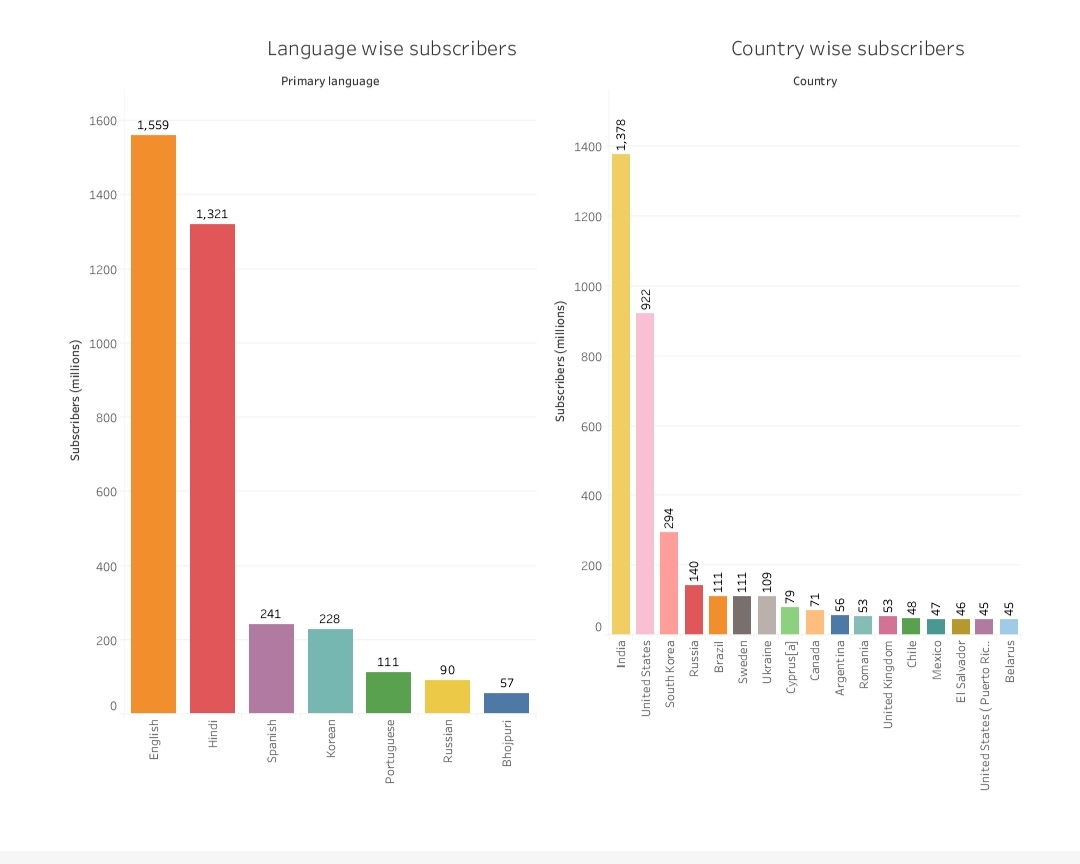 Language wise subscribers
Primary language
Subscribers (millions)
1600
1400
1200
1000
800
600
400
200
0
1,559
1,321
241
228
111
90
57
English
Hindi
Spanish
Korean
Portuguese
Russian
Bhojpuri
Country wise subscribers
Country
Subscribers (millions)
1400
1200
1000
800
600
400
200
0
1,378
922
294
140
111
111
109
79
71
56
53
53
48
47
46
45
45
India
United States
South Korea
Russia
Brazil
Sweden
Ukraine
Cyprus[a]
Canada
Argentina
Romania
United Kingdom
Chile
Mexico
El Salvador
United States ( Puerto Ric..
Belarus